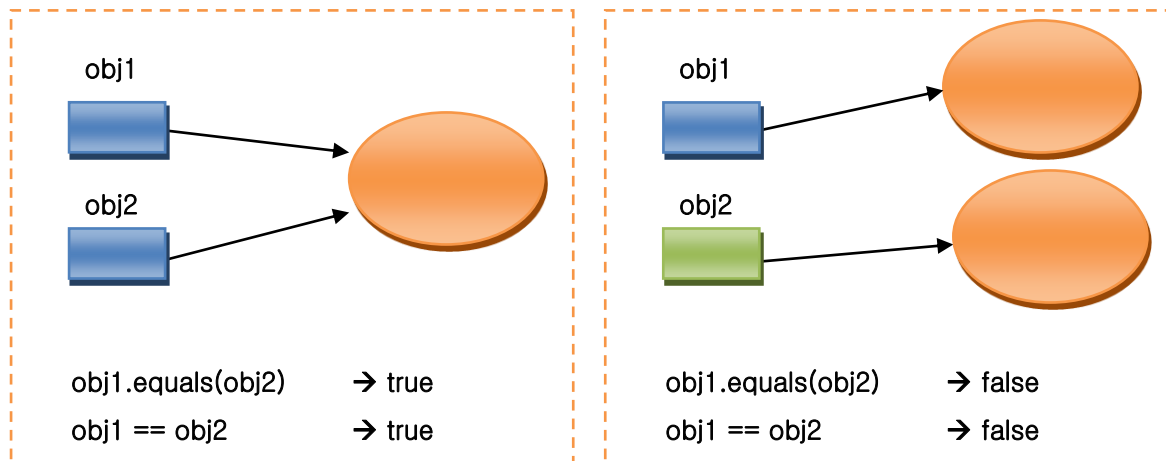 obj1
obj2
obj1.equals(obj2) → true
obj1 == obj2 → true
obj1
obj2
obj1.equals(obj2) → false
obj1 == obj2 → false